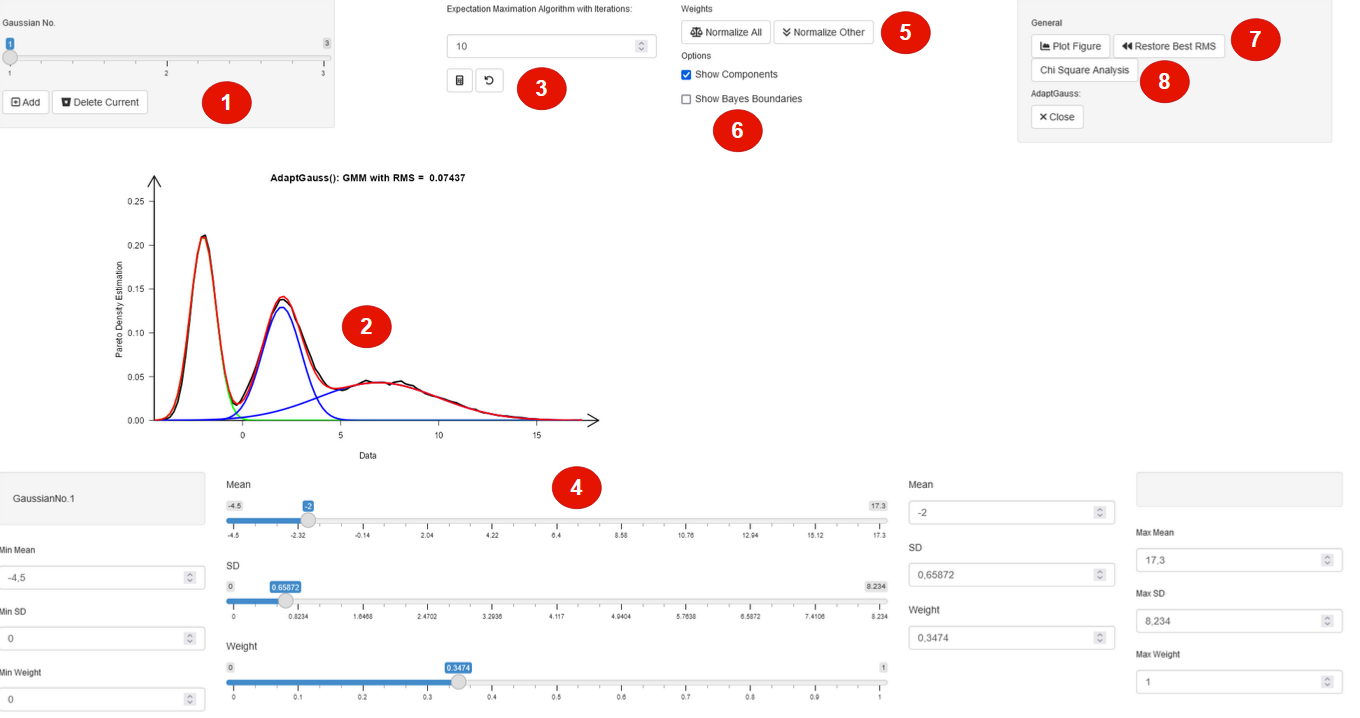 Gaussian No.
1
3
1 2 3
Add
Delete Current
1
Expectation Maximation Algorithm with Iterations:
10
3
Weights
Normalize All
Normalize Other
5
Options
Show Components
Show Bayes Boundaries
6
General
Plot Figure
Restore Best RMS
7
Chi Square Analysis
8
AdaptGauss:
Close
AdaptGauss(): GMM with RMS = 0.07437
Pareto Density Estimation
0.25
0.20
0.15
0.10
0.05
0.00
2
0 5 10 15
Data
4
GaussianNo.1
Min Mean
-4,5
Min SD
0
Min Weight
0
Mean
-4.5
-2
17.3
-4.5 -2.32 -0.14 2.04 4.22 6.4 8.58 10.76 12.94 15.12 17.3
SD
0
0.65872
8.234
0 0.8234 1.6468 2.4702 3.2936 4.117 4.9404 5.7638 6.5872 7.4106 8.234
Weight
0
0.3474
1
0 0.1 0.2 0.3 0.4 0.5 0.6 0.7 0.8 0.9 1
Mean
-2
SD
0,65872
Weight
0,3474
Max Mean
17,3
Max SD
8,234
Max Weight
1